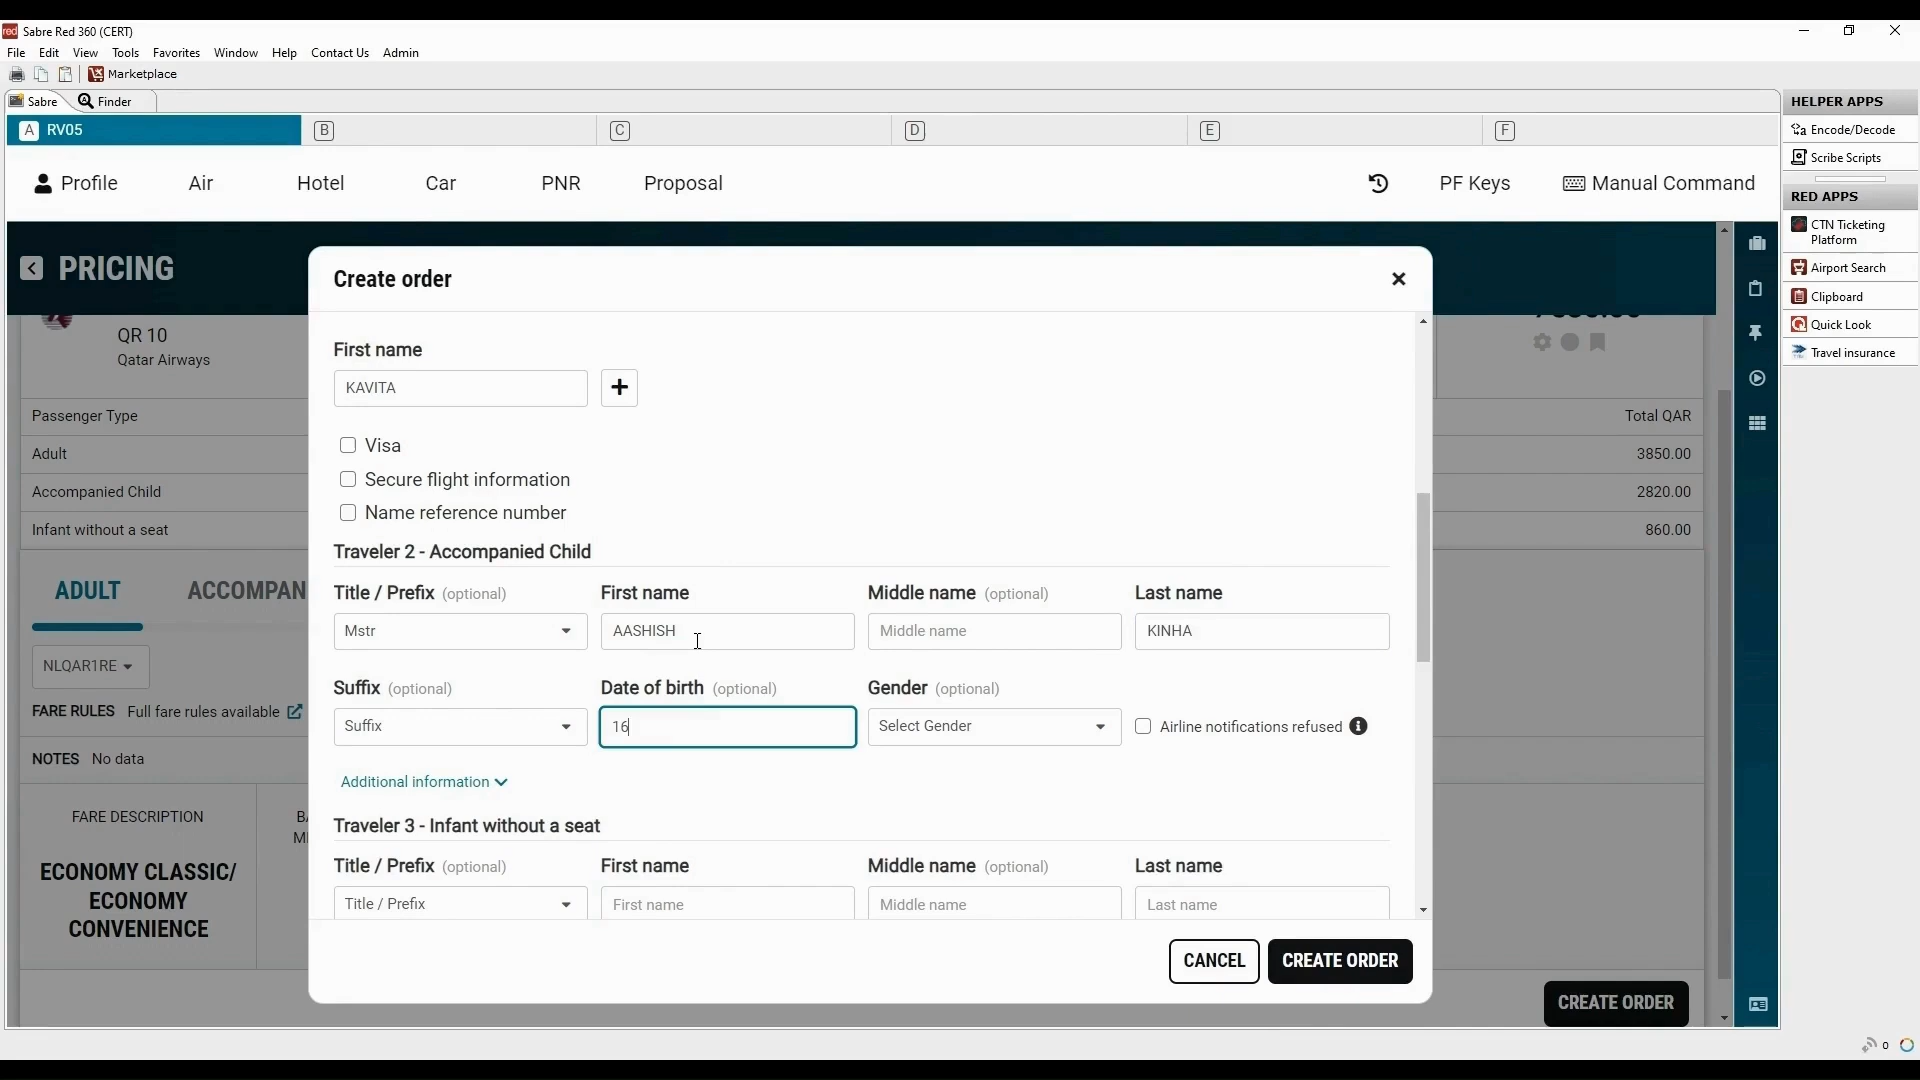 red Sabre Red 360 (CERT)
File Edit View Tools Favorites Window Help Contact Us Admin
Marketplace
Sabre Finder
HELPER APPS
A RV05 B C D E F
Encode/Decode
Scribe Scripts
Profile Air Hotel Car PNR Proposal PF Keys Manual Command
RED APPS
CTN Ticketing
Platform
Airport Search
Clipboard
Quick Look
Travel insurance
PRICING
Create order
QR 10
Qatar Airways
First name
KAVITA
Passenger Type Total QAR
Adult 3850.00
Accompanied Child 2820.00
Infant without a seat 860.00
Visa
Secure flight information
Name reference number
Traveler 2 - Accompanied Child
ADULT ACCOMPAN
Title / Prefix (optional) First name Middle name (optional) Last name
Mstr AASHISH Middle name KINHA
NLQAR1RE
Suffix (optional) Date of birth (optional) Gender (optional)
FARE RULES Full fare rules available
Suffix 16 Select Gender Airline notifications refused
NOTES No data
Additional information
FARE DESCRIPTION
Traveler 3 - Infant without a seat
Title / Prefix (optional) First name Middle name (optional) Last name
ECONOMY CLASSIC/
ECONOMY
CONVENIENCE
Title / Prefix First name Middle name Last name
CANCEL CREATE ORDER
CREATE ORDER
0